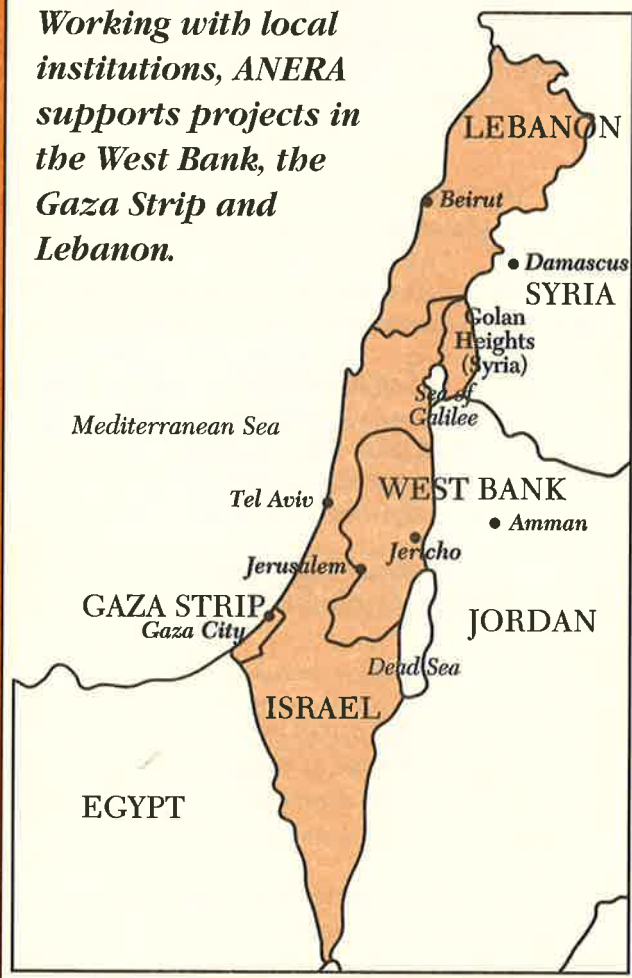 Working with local
institutions, ANERA
supports projects in
the West Bank, the
Gaza Strip and
Lebanon.
LEBANON
Beirut
Damascus
SYRIA
Golan
Heights
(Syria)
Sea of
Galilee
Mediterranean Sea
WEST BANK
Tel Aviv
Amman
Jericho
Jerusalem
GAZA STRIP
Gaza City
JORDAN
Dead Sea
ISRAEL
EGYPT